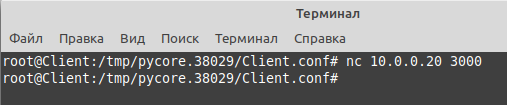 Терминал
Файл Правка Вид Поиск Терминал Справка
root@Client:/tmp/pycore.38029/Client.conf# nc 10.0.0.20 3000
root@Client:/tmp/pycore.38029/Client.conf#